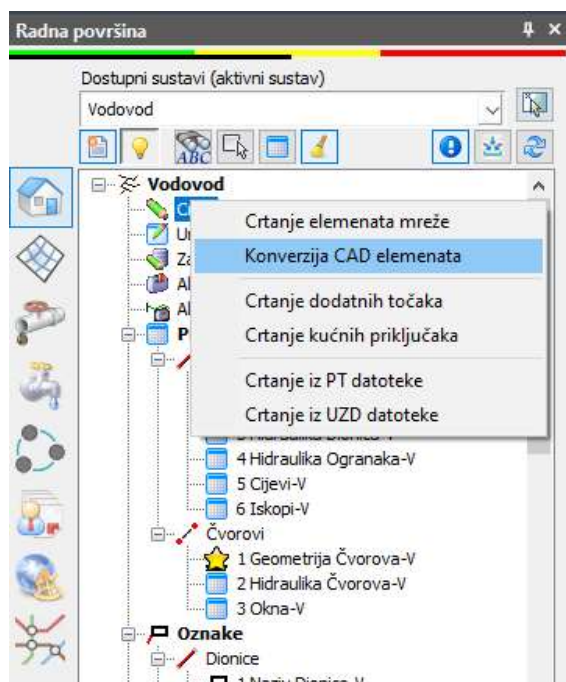 Radna površina
Dostupni sustavi (aktivni sustav)
Vodovod
ABC
Vodovod
Crtanje elemenata mreže
Konverzija CAD elemenata
Crtanje dodatnih točaka
Crtanje kućnih priključaka
Crtanje iz PT datoteke
Crtanje iz UZD datoteke
4 Hidraulika Ogranaka-V
5 Cijevi-V
6 Iskopi-V
Čvorovi
1 Geometrija Čvorova-V
2 Hidraulika Čvorova-V
3 Okna-V
Oznake
Dionice